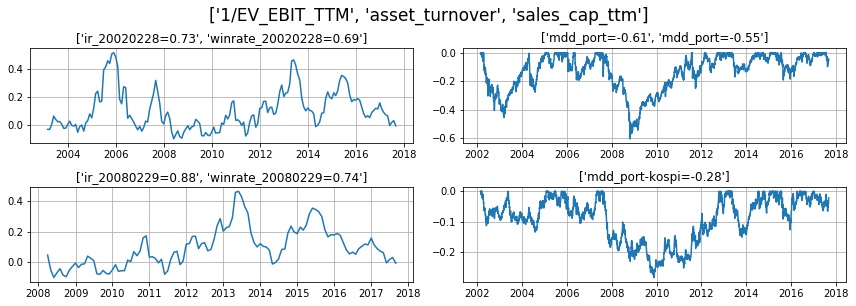 ['1/EV_EBIT_TTM', 'asset_turnover', 'sales_cap_ttm']
['ir_20020228=0.73', 'winrate_20020228=0.69']
0.4
0.2
0.0
2004 2006 2008 2010 2012 2014 2016 2018
['mdd_port=-0.61', 'mdd_port=-0.55']
0.0
−0.2
−0.4
−0.6
2002 2004 2006 2008 2010 2012 2014 2016 2018
['ir_20080229=0.88', 'winrate_20080229=0.74']
0.4
0.2
0.0
2008 2009 2010 2011 2012 2013 2014 2015 2016 2017 2018
['mdd_port-kospi=-0.28']
0.0
−0.1
−0.2
2002 2004 2006 2008 2010 2012 2014 2016 2018